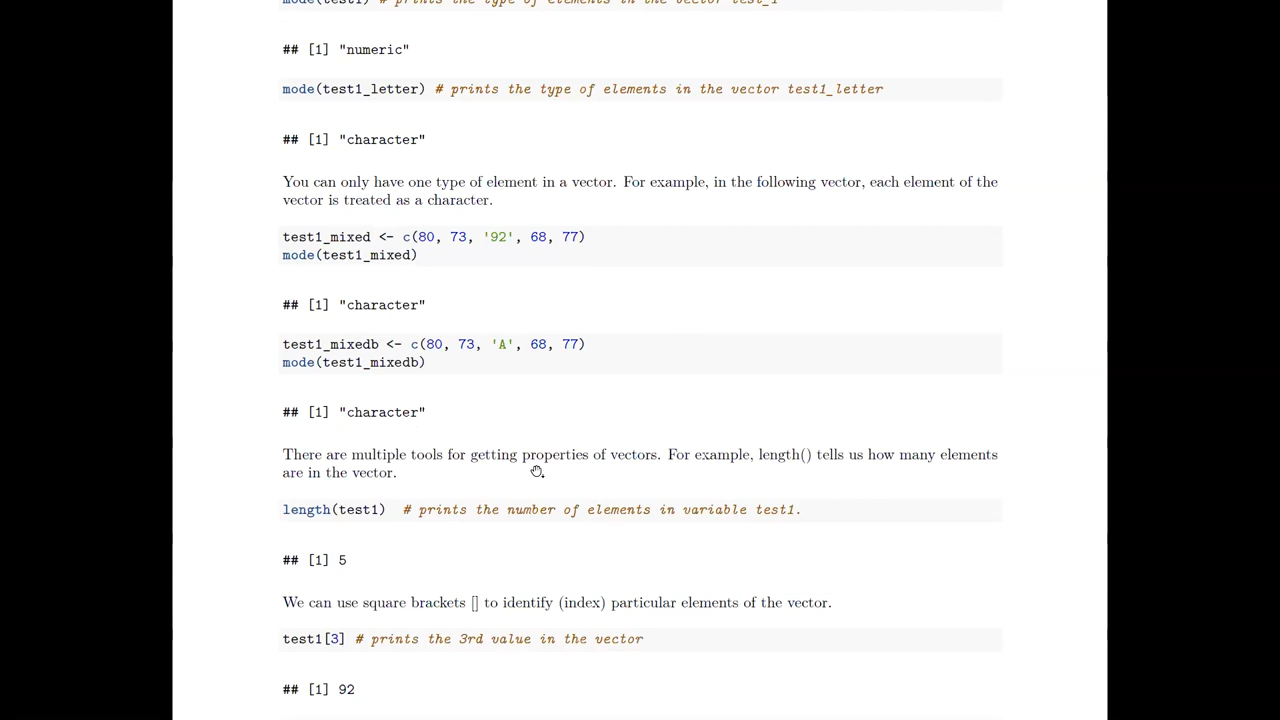 mode(test1) # prints the type of elements in the vector test_1
## [1] "numeric"
mode(test1_letter) # prints the type of elements in the vector test1_letter
## [1] "character"
You can only have one type of element in a vector. For example, in the following vector, each element of the
vector is treated as a character.
test1_mixed <- c(80, 73, '92', 68, 77)
mode(test1_mixed)
## [1] "character"
test1_mixedb <- c(80, 73, 'A', 68, 77)
mode(test1_mixedb)
## [1] "character"
There are multiple tools for getting properties of vectors. For example, length() tells us how many elements
are in the vector.
length(test1)  # prints the number of elements in variable test1.
## [1] 5
We can use square brackets [] to identify (index) particular elements of the vector.
test1[3] # prints the 3rd value in the vector
## [1] 92